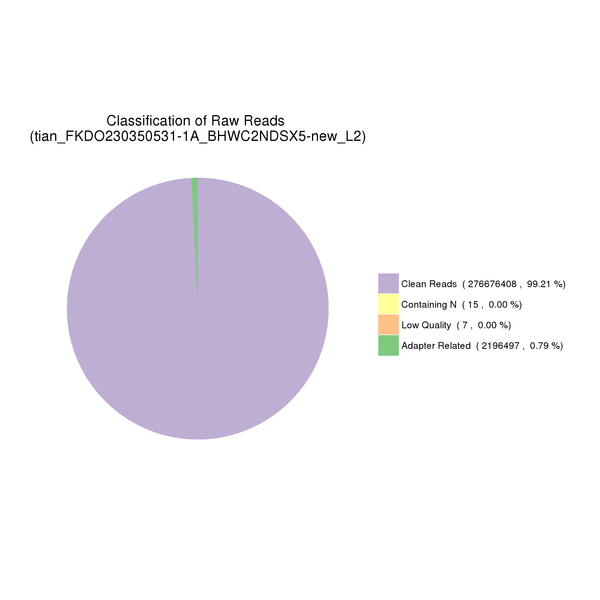 Classification of Raw Reads
(tian_FKDO230350531-1A_BHWC2NDSX5-new_L2)
Clean Reads ( 276676408 , 99.21 %)
Containing N ( 15 , 0.00 %)
Low Quality ( 7 , 0.00 %)
Adapter Related ( 2196497 , 0.79 %)